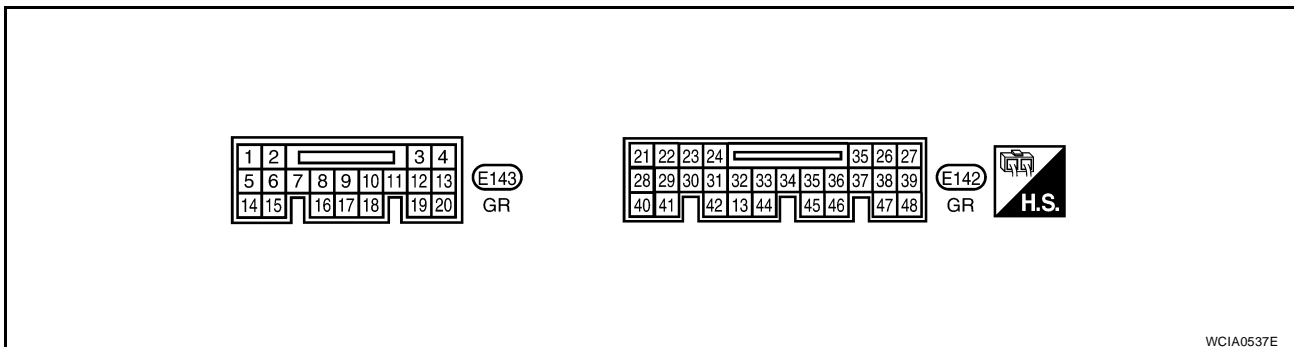 1 2 3 4
5 6 7 8 9 10 11 12 13
14 15 16 17 18 19 20
E143
GR
21 22 23 24 35 26 27
28 29 30 31 32 33 34 35 36 37 38 39
40 41 42 13 44 45 46 47 48
E142
GR
H.S.
WCIA0537E